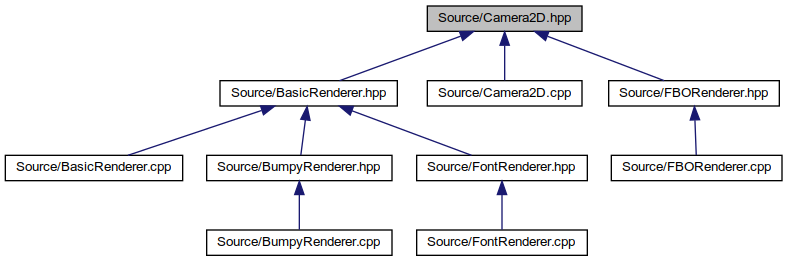 Source/Camera2D.hpp
Source/BasicRenderer.hpp
Source/Camera2D.cpp
Source/FBORenderer.hpp
Source/BasicRenderer.cpp
Source/BumpyRenderer.hpp
Source/FontRenderer.hpp
Source/FBORenderer.cpp
Source/BumpyRenderer.cpp
Source/FontRenderer.cpp